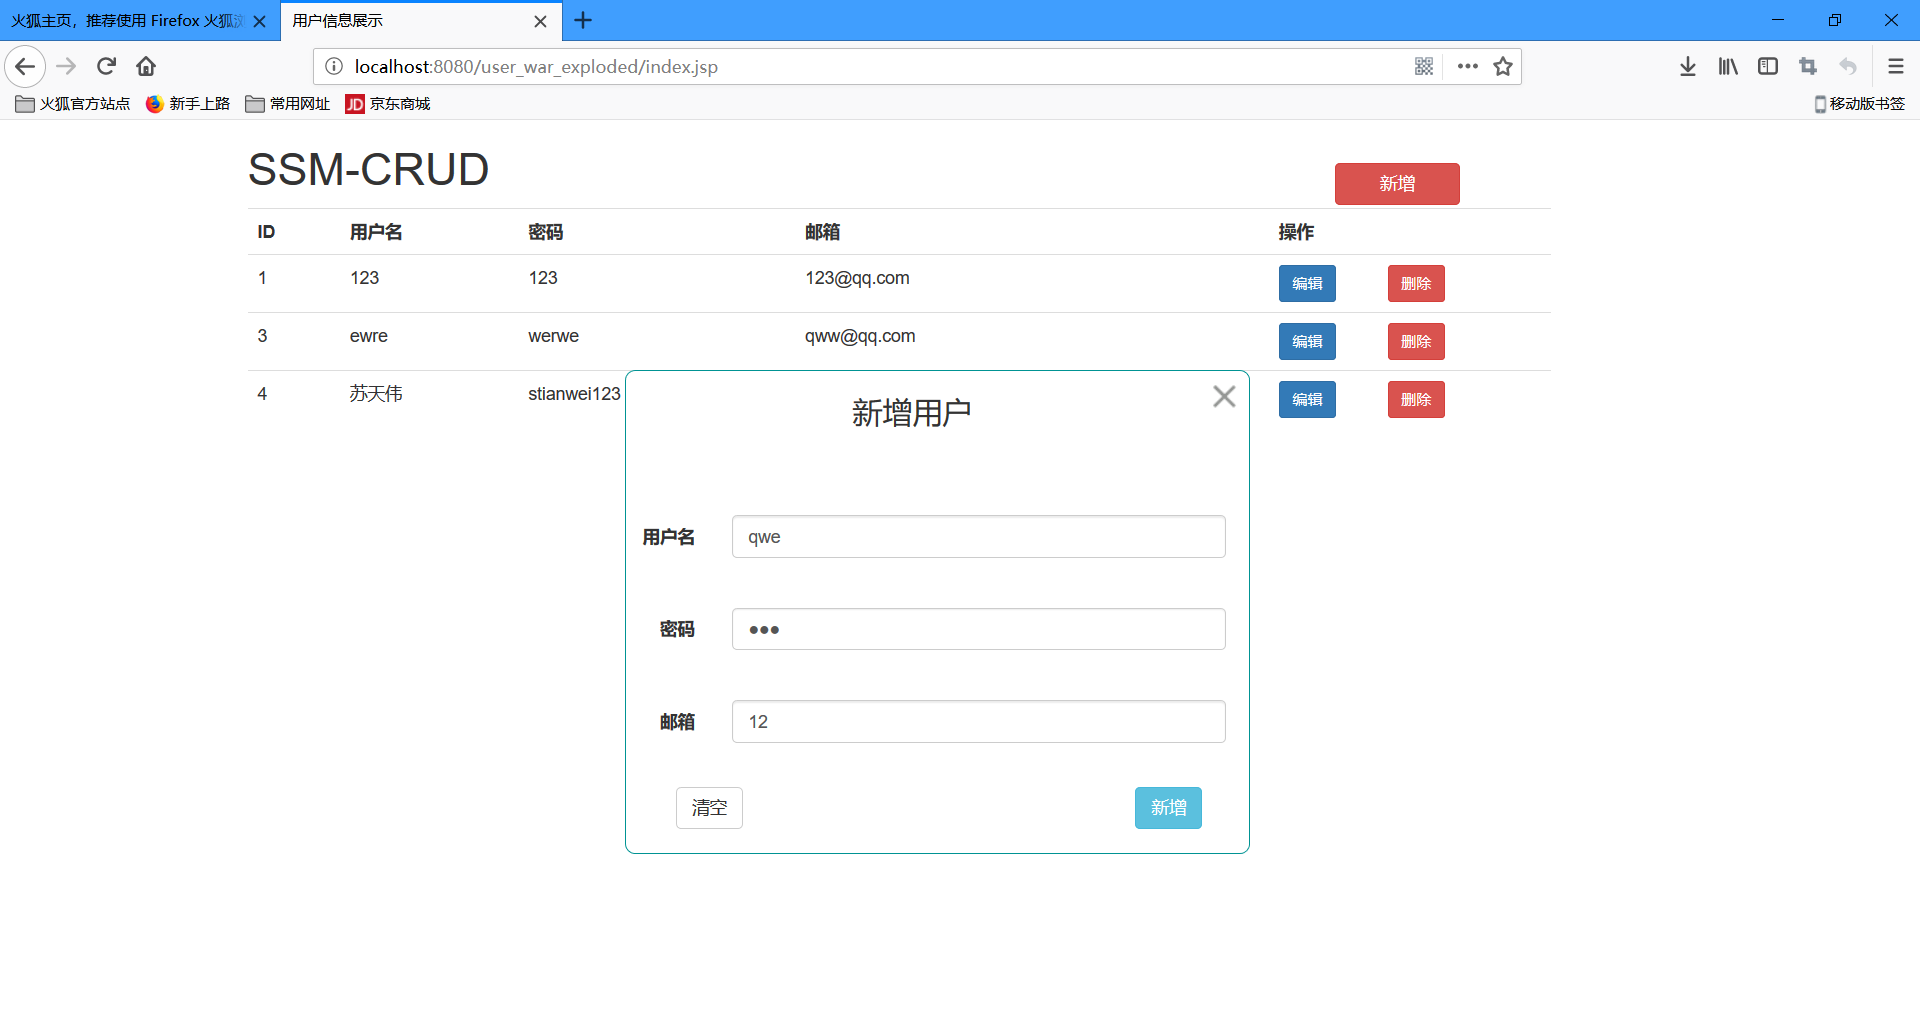 火狐主页，推荐使用 Firefox 火狐浏
用户信息展示
localhost:8080/user_war_exploded/index.jsp
火狐官方站点 新手上路 常用网址 JD 京东商城 移动版书签
SSM-CRUD
新增
ID 用户名 密码 邮箱 操作
1 123 123 123@qq.com 编辑 删除
3 ewre werwe qww@qq.com 编辑 删除
4 苏天伟 stianwei123 编辑 删除
新增用户
用户名 qwe
密码 ●●●
邮箱 12
清空 新增